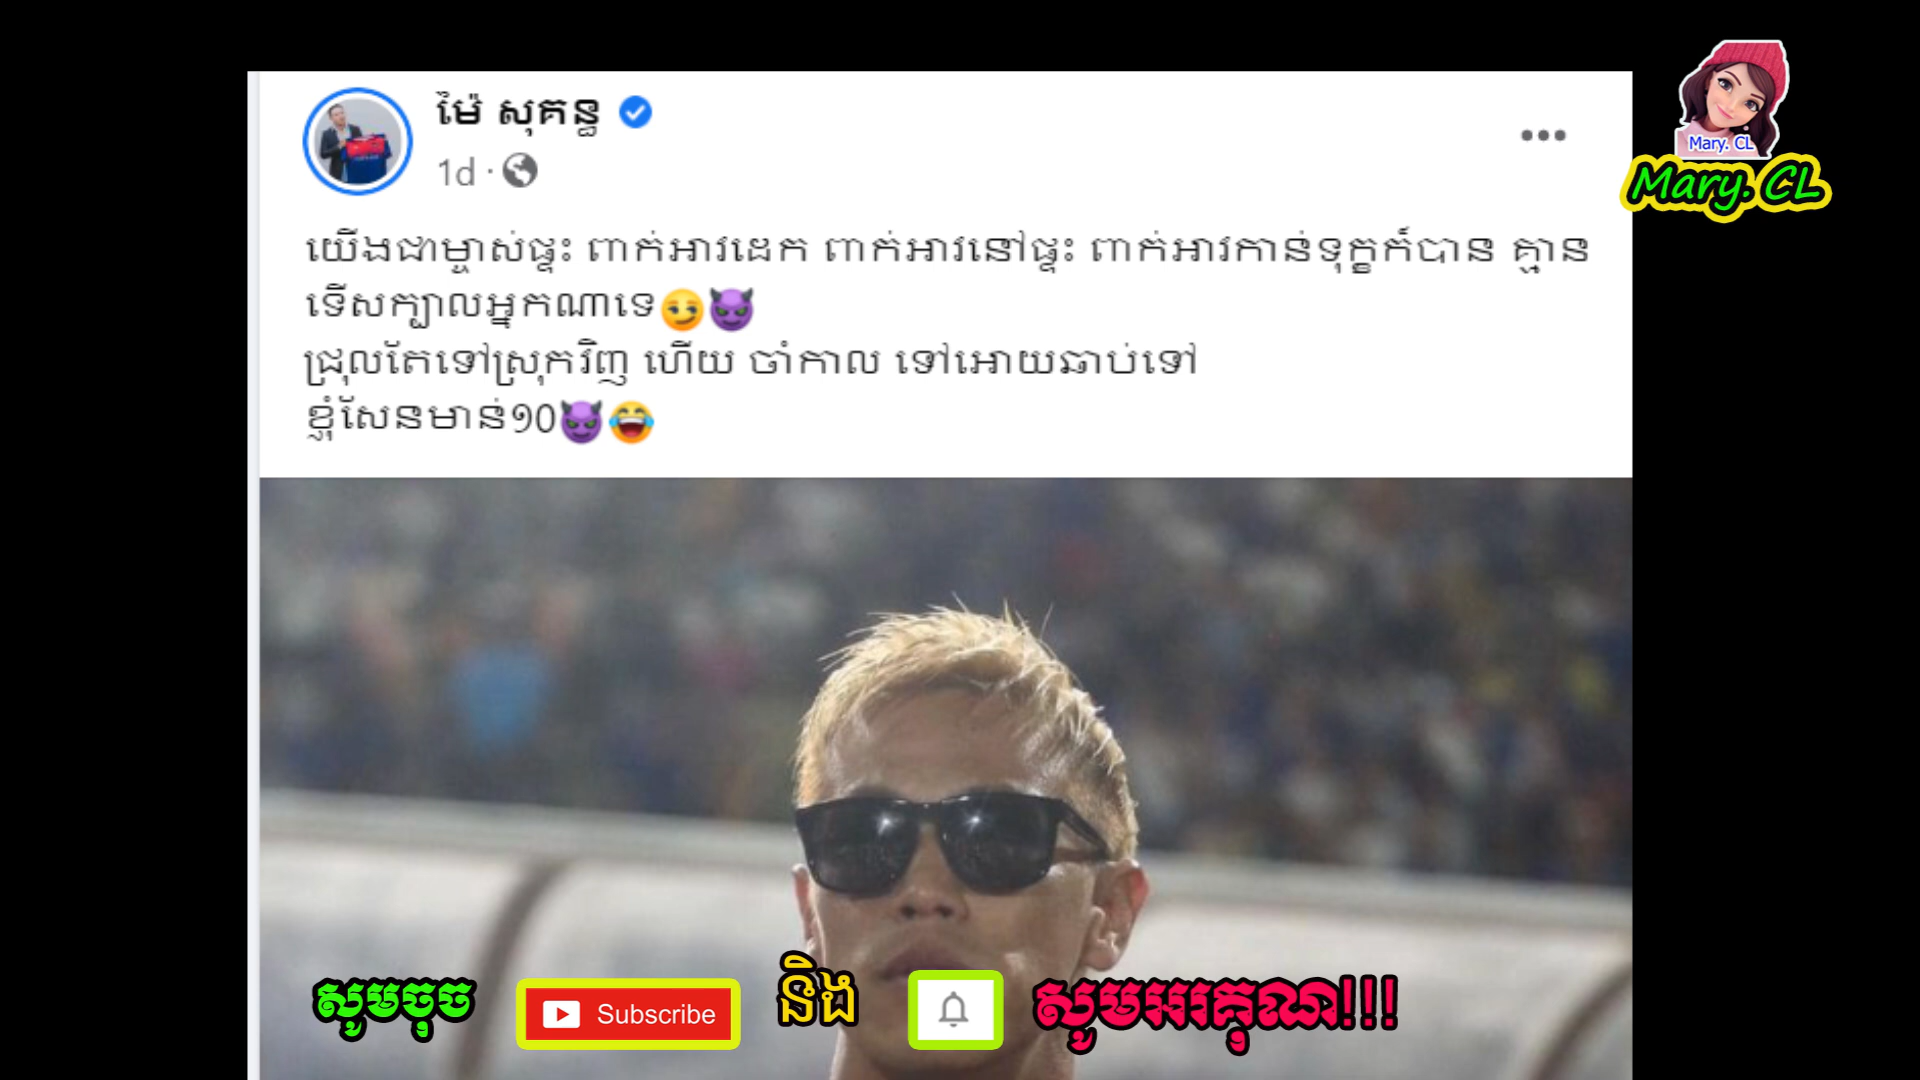 ម៉ៃ សុគន្ធ
1d ·
Mary. CL
Mary. CL
យើងជាម្ចាស់ផ្ទះ ពាក់អាវដេក ពាក់អាវនៅផ្ទះ ពាក់អាវកាន់ទុក្ខក៏បាន គ្មាន
ទើសក្បាលអ្នកណាទេ😏😈
ជ្រុលតែទៅស្រុកវិញ ហើយ ចាំកាល ទៅអោយឆាប់ទៅ
ខ្ញុំសែនមាន់១០😈😂
សូមចុច Subscribe និង សូមអរគុណ!!!